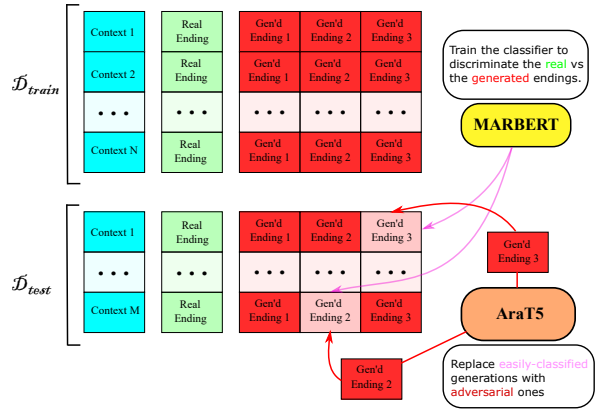 𝒟̃train
Context 1
Real
Ending
Gen'd
Ending 1
Gen'd
Ending 2
Gen'd
Ending 3
Context 2
Real
Ending
Gen'd
Ending 1
Gen'd
Ending 2
Gen'd
Ending 3
• • •
• • •
• • •
Context N
Real
Ending
Gen'd
Ending 1
Gen'd
Ending 2
Gen'd
Ending 3
Train the classifier to
discriminate the real vs
the generated endings.
MARBERT
𝒟̃test
Context 1
Real
Ending
Gen'd
Ending 1
Gen'd
Ending 2
Gen'd
Ending 3
• • •
• • •
• • •
Context M
Real
Ending
Gen'd
Ending 1
Gen'd
Ending 2
Gen'd
Ending 3
Gen'd
Ending 3
AraT5
Gen'd
Ending 2
Replace easily-classified
generations with
adversarial ones